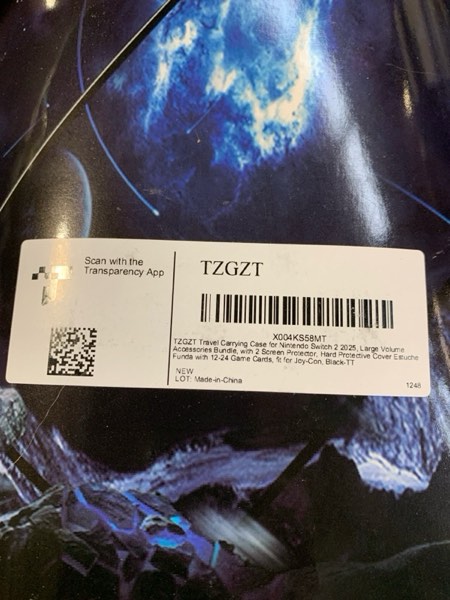 Scan with the
Transparency App
TZGZT
X004KS58MT
TZGZT Travel Carrying Case for Nintendo Switch 2 2025, Large Volume
Accessories Bundle, with 2 Screen Protector, Hard Protective Cover Estuche
Funda with 12-24 Game Cards, fit for Joy-Con, Black-TT
NEW
LOT: Made-in-China
1248